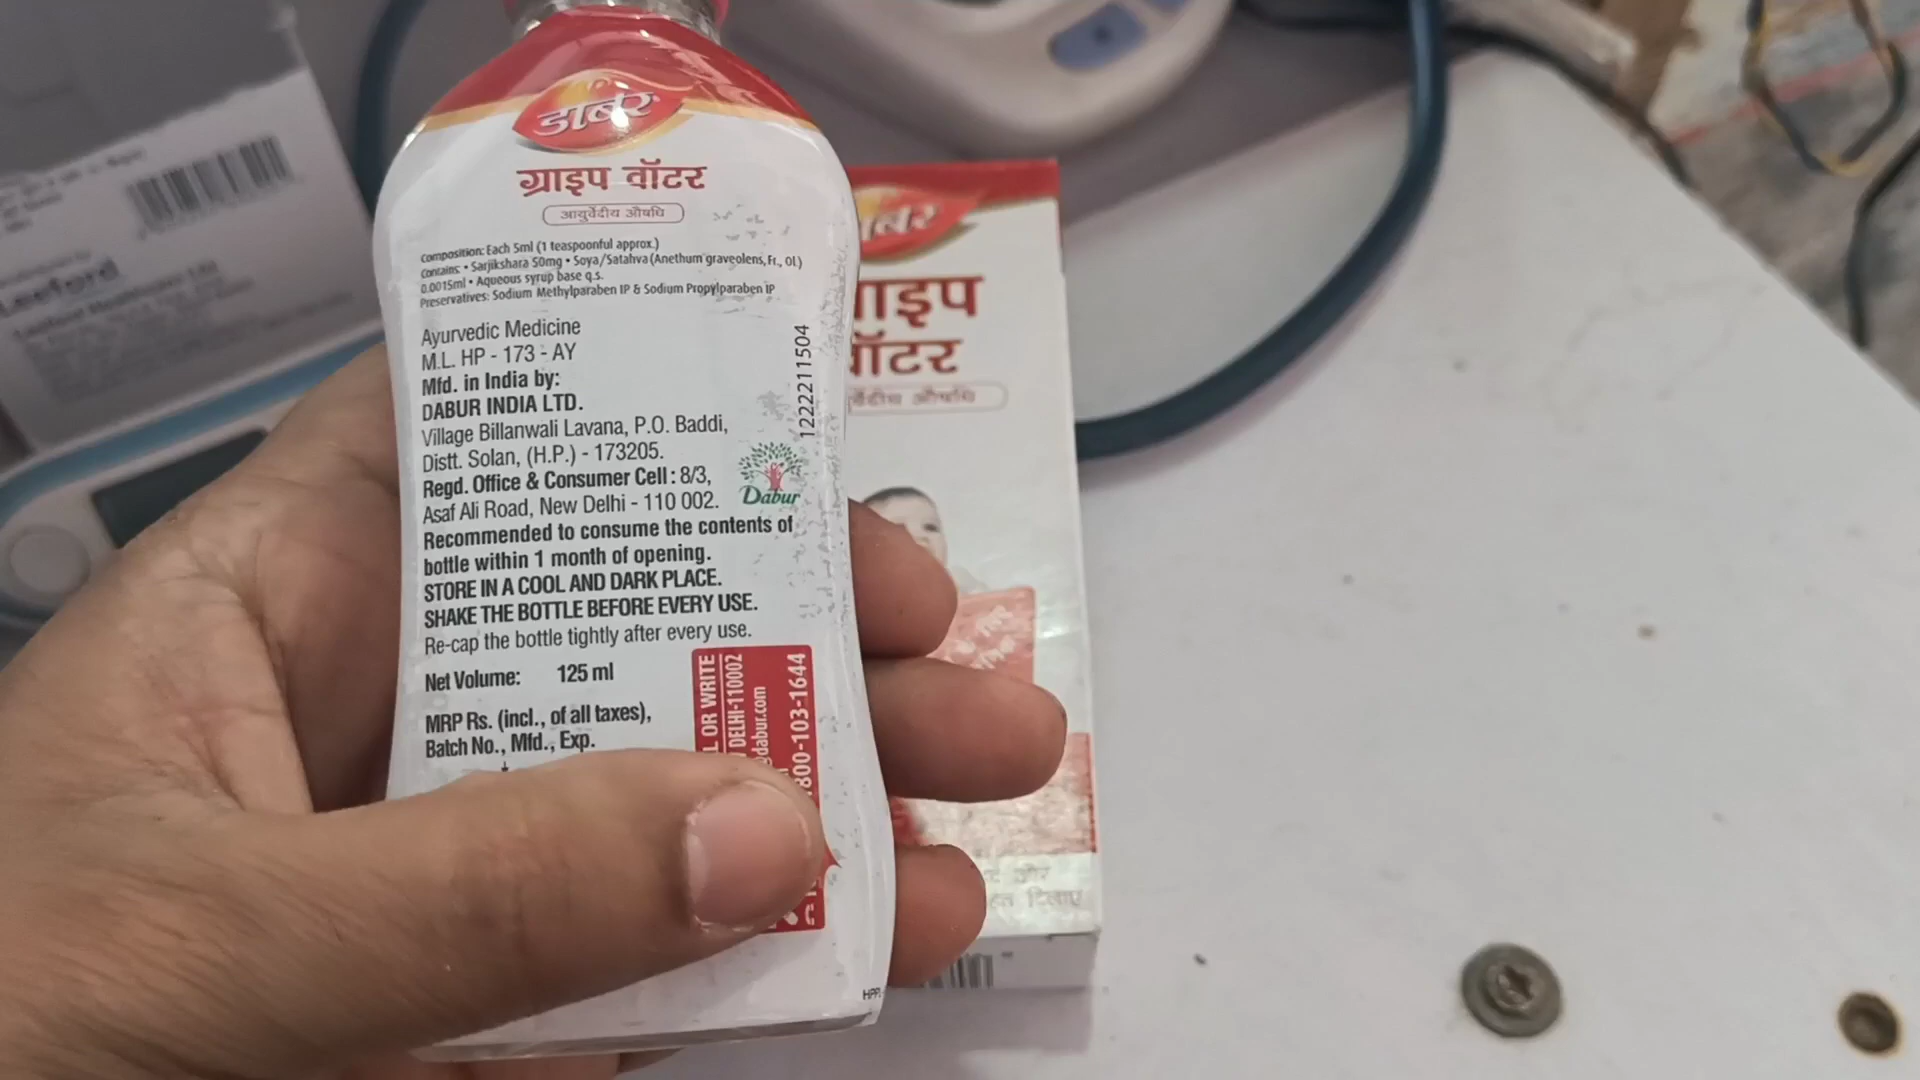 डाबर
ग्राइप वॉटर
आयुर्वेदीय औषधि
Composition: Each 5ml (1 teaspoonful approx.)
Contains: • Sarjikshara 50mg • Soya/Satahva (Anethum graveolens, Fr., Ol.)
0.0015ml • Aqueous syrup base q.s.
Preservatives: Sodium Methylparaben IP & Sodium Propylparaben IP
Ayurvedic Medicine
M.L. HP - 173 - AY
Mfd. in India by:
DABUR INDIA LTD.
Village Billanwali Lavana, P.O. Baddi,
Distt. Solan, (H.P.) - 173205.
Regd. Office & Consumer Cell : 8/3,
Asaf Ali Road, New Delhi - 110 002.
Recommended to consume the contents of
bottle within 1 month of opening.
STORE IN A COOL AND DARK PLACE.
SHAKE THE BOTTLE BEFORE EVERY USE.
Re-cap the bottle tightly after every use.
Net Volume: 125 ml
MRP Rs. (incl., of all taxes),
Batch No., Mfd., Exp.
1222211504
Dabur
L OR WRITE
DELHI-110002
@dabur.com
800-103-1644
HPP
ाबर
ाइप
वॉटर
र्वेदीय औषधि
और
दिलाए
Leeford